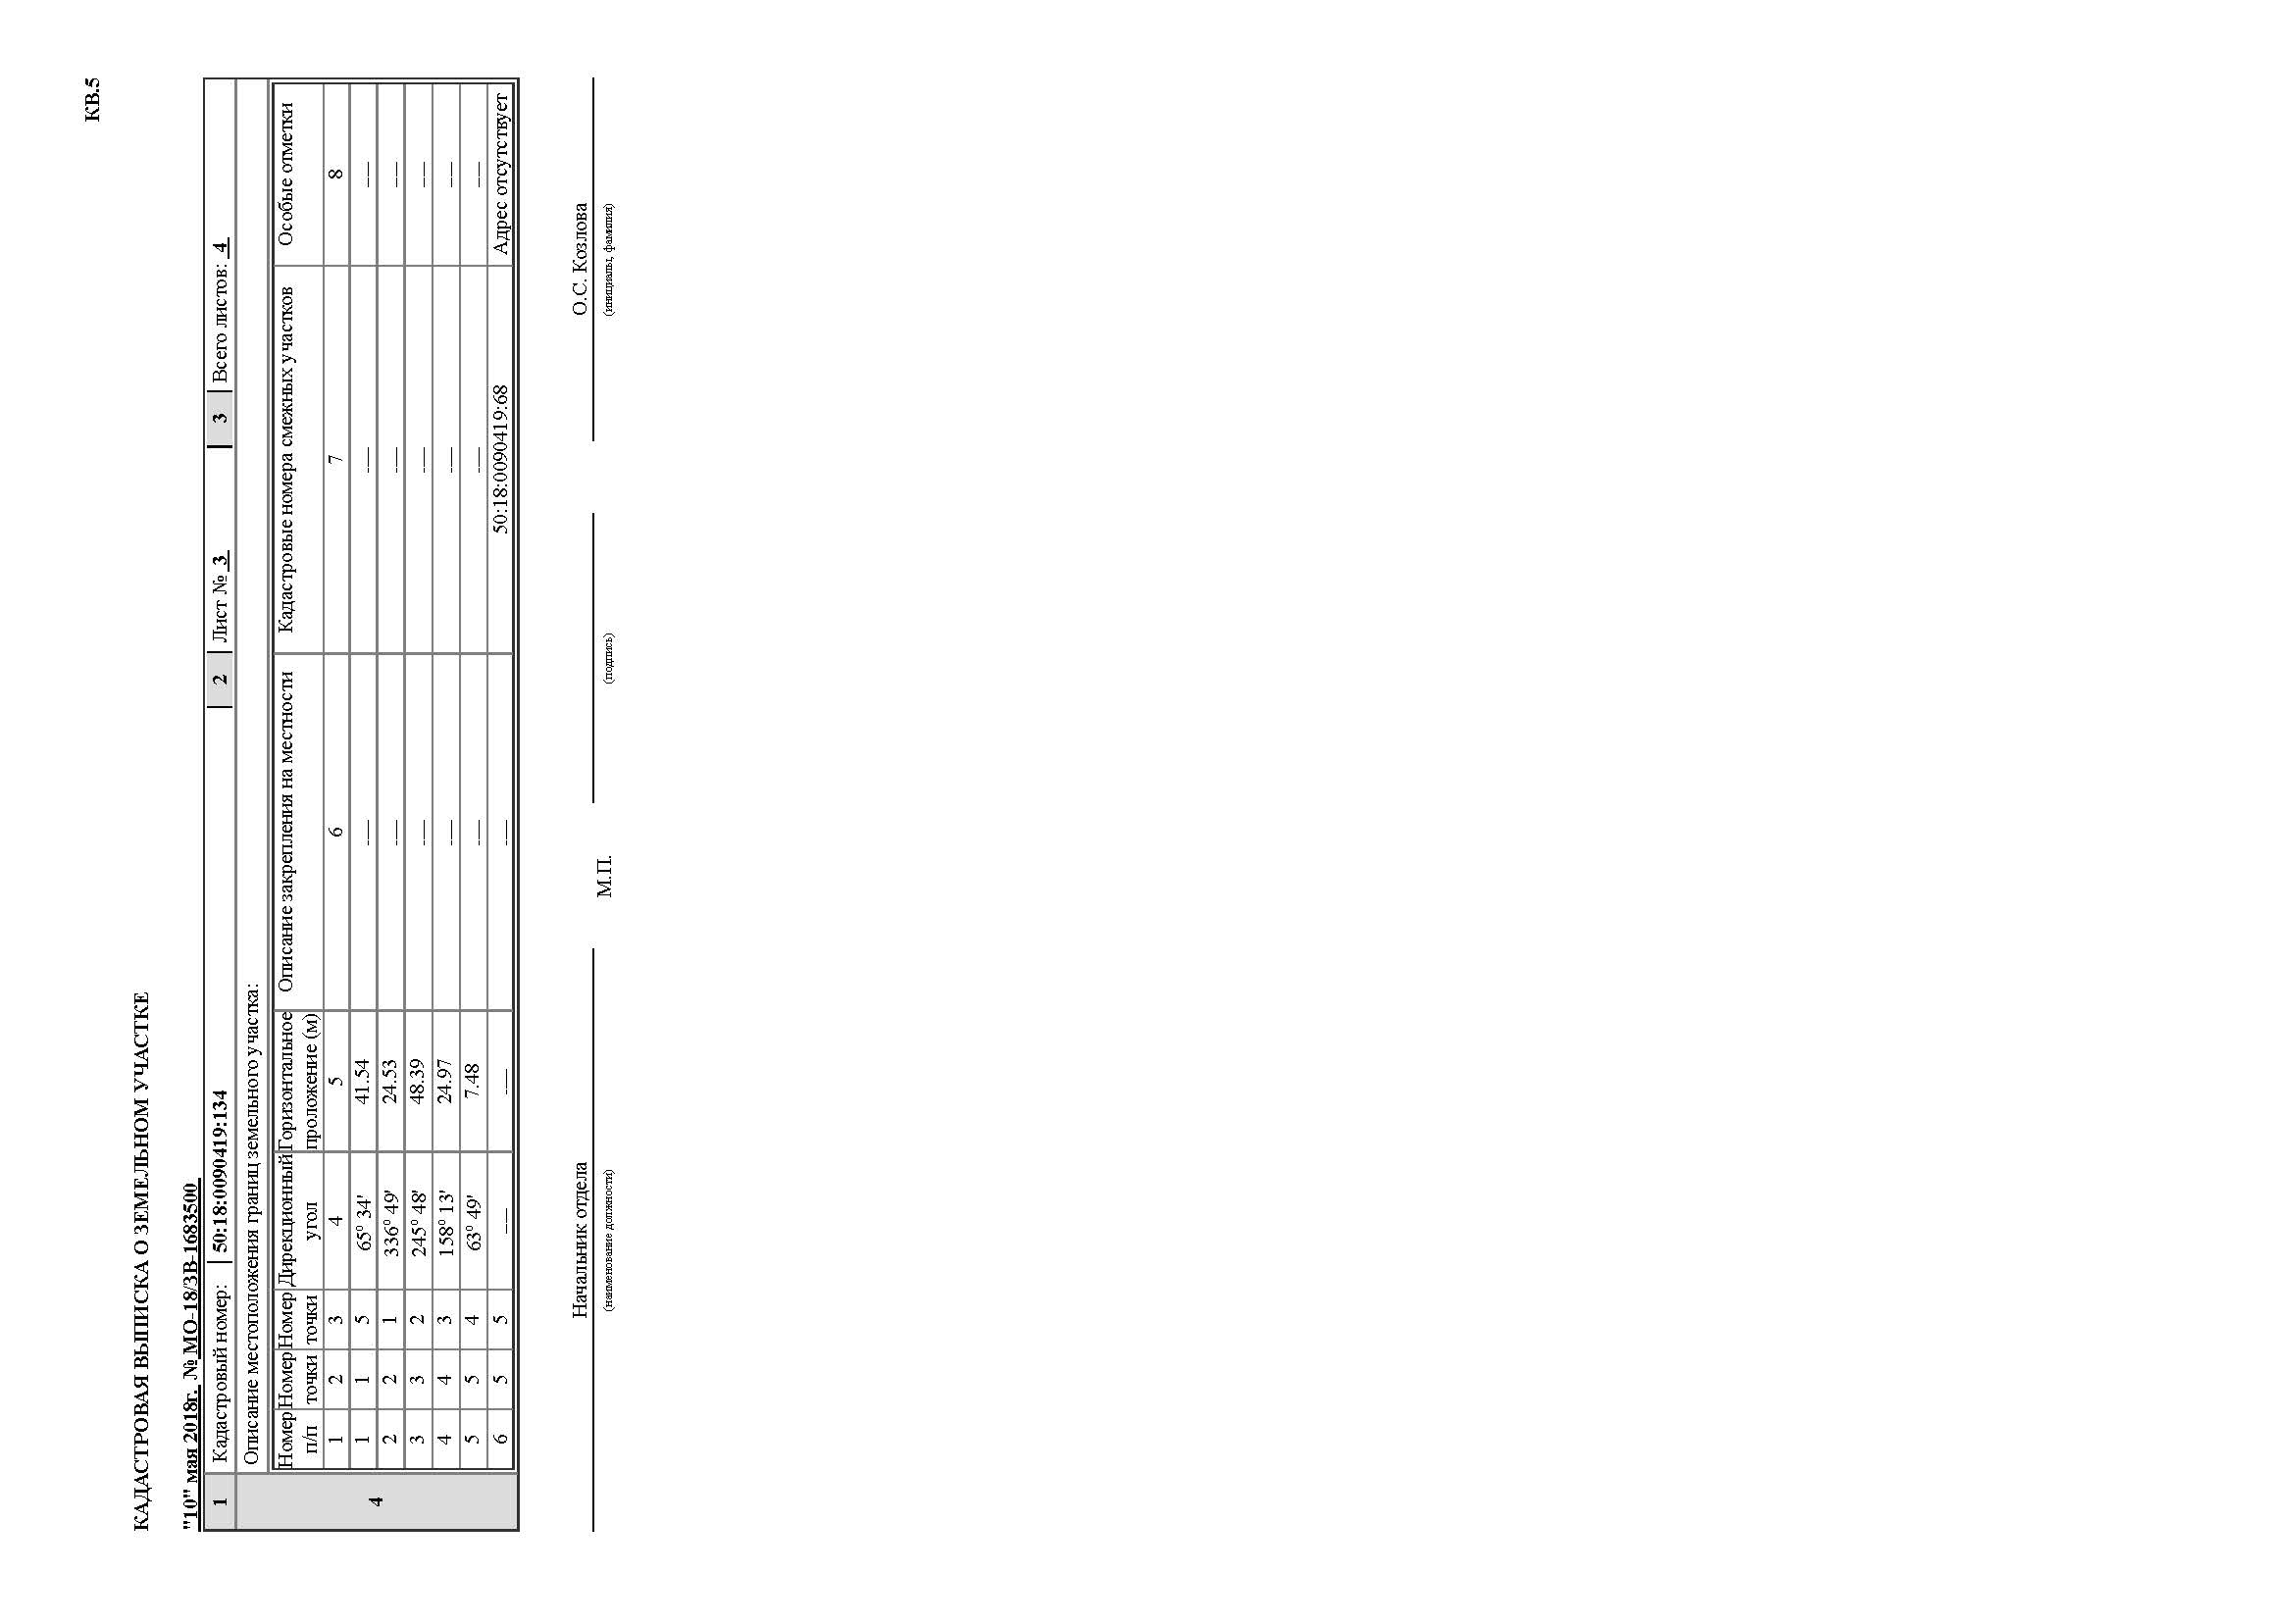 КВ.5
КАДАСТРОВАЯ ВЫПИСКА О ЗЕМЕЛЬНОМ УЧАСТКЕ
"10" мая 2018г. № МО-18/ЗВ-1683500
1 Кадастровый номер: 50:18:0090419:134 2 Лист № 3 3 Всего листов: 4
4 Описание местоположения границ земельного участка:
Номер п/п Номер точки Номер точки Дирекционный угол Горизонтальное проложение (м) Описание закрепления на местности Кадастровые номера смежных участков Особые отметки
1 2 3 4 5 6 7 8
1 1 5 65⁰ 34' 41.54 -— -— -—
2 2 1 336⁰ 49' 24.53 -— -— -—
3 3 2 245⁰ 48' 48.39 -— -— -—
4 4 3 158⁰ 13' 24.97 -— -— -—
5 5 4 63⁰ 49' 7.48 -— -— -—
6 5 5 -— -— -— 50:18:0090419:68 Адрес отсутствует
Начальник отдела О.С. Козлова
(наименование должности) М.П. (подпись) (инициалы, фамилия)